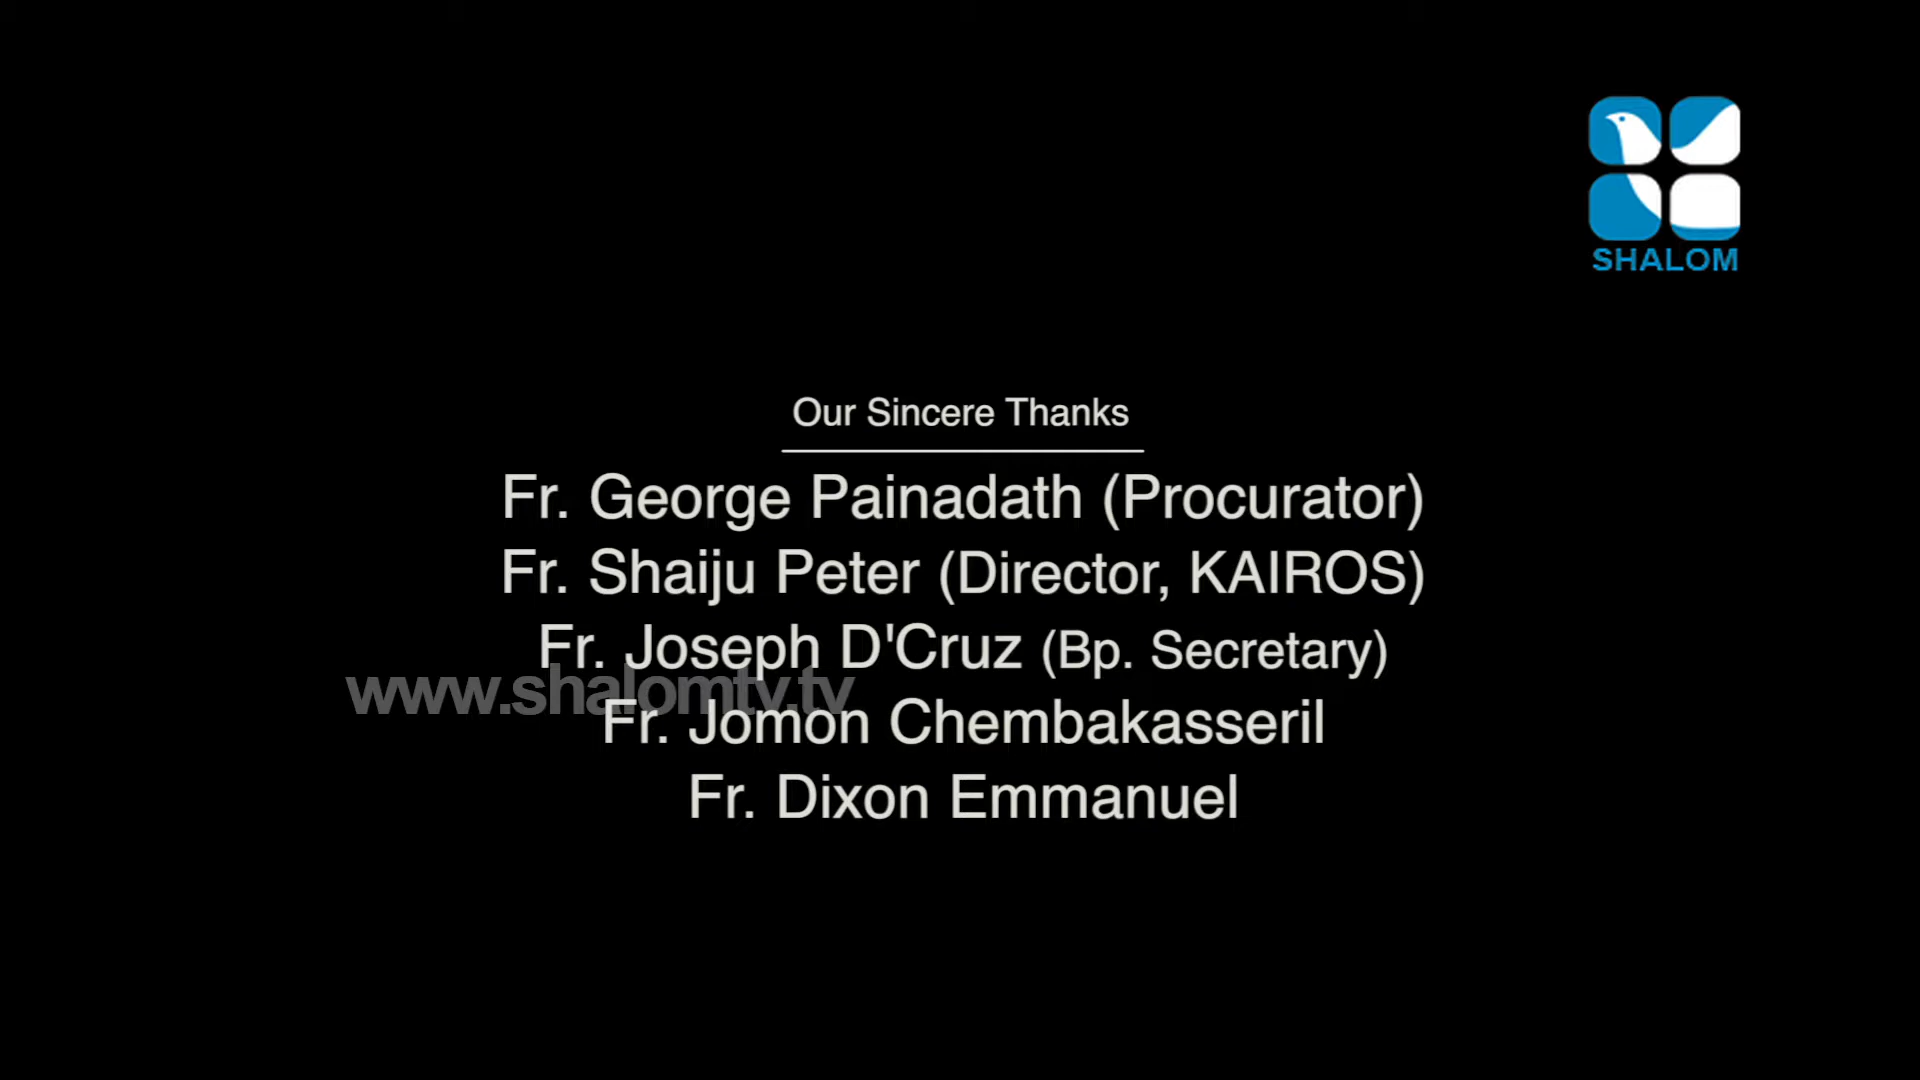 SHALOM
Our Sincere Thanks
Fr. George Painadath (Procurator)
Fr. Shaiju Peter (Director, KAIROS)
Fr. Joseph D'Cruz (Bp. Secretary)
www.shalomtv.tv
Fr. Jomon Chembakasseril
Fr. Dixon Emmanuel